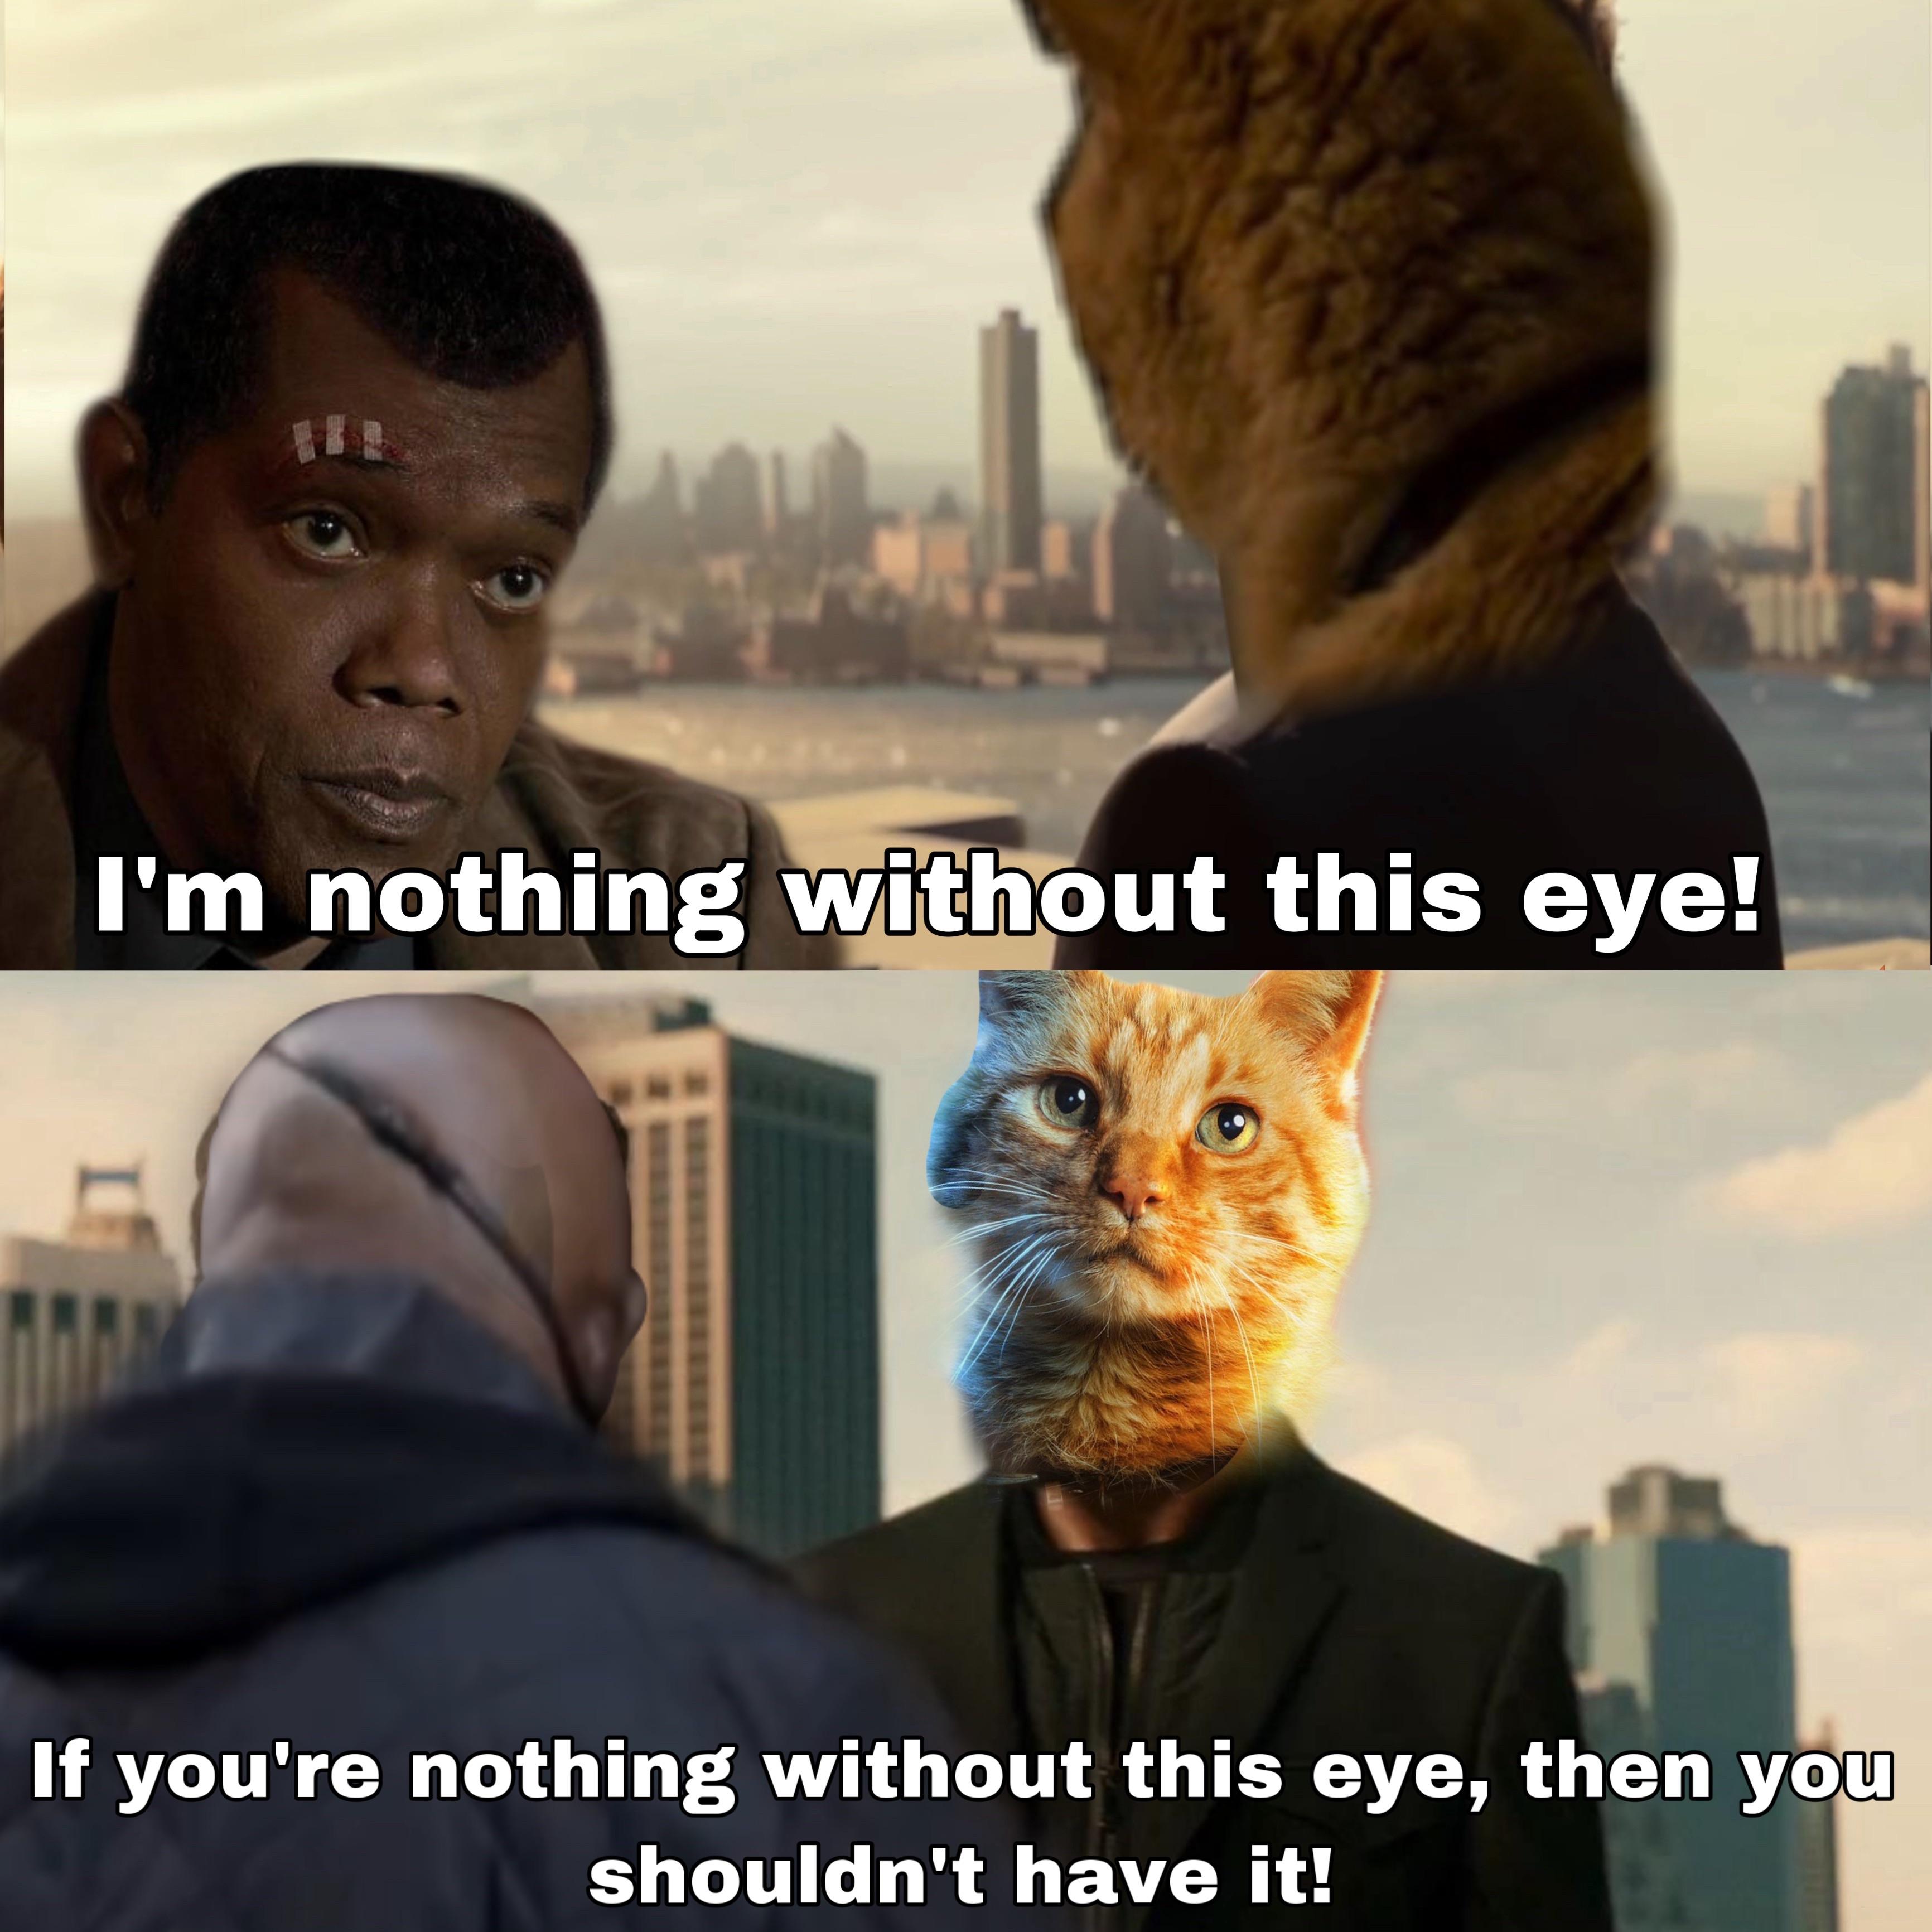 I'm nothing without this eye!
If you're nothing without this eye, then you
shouldn't have it!